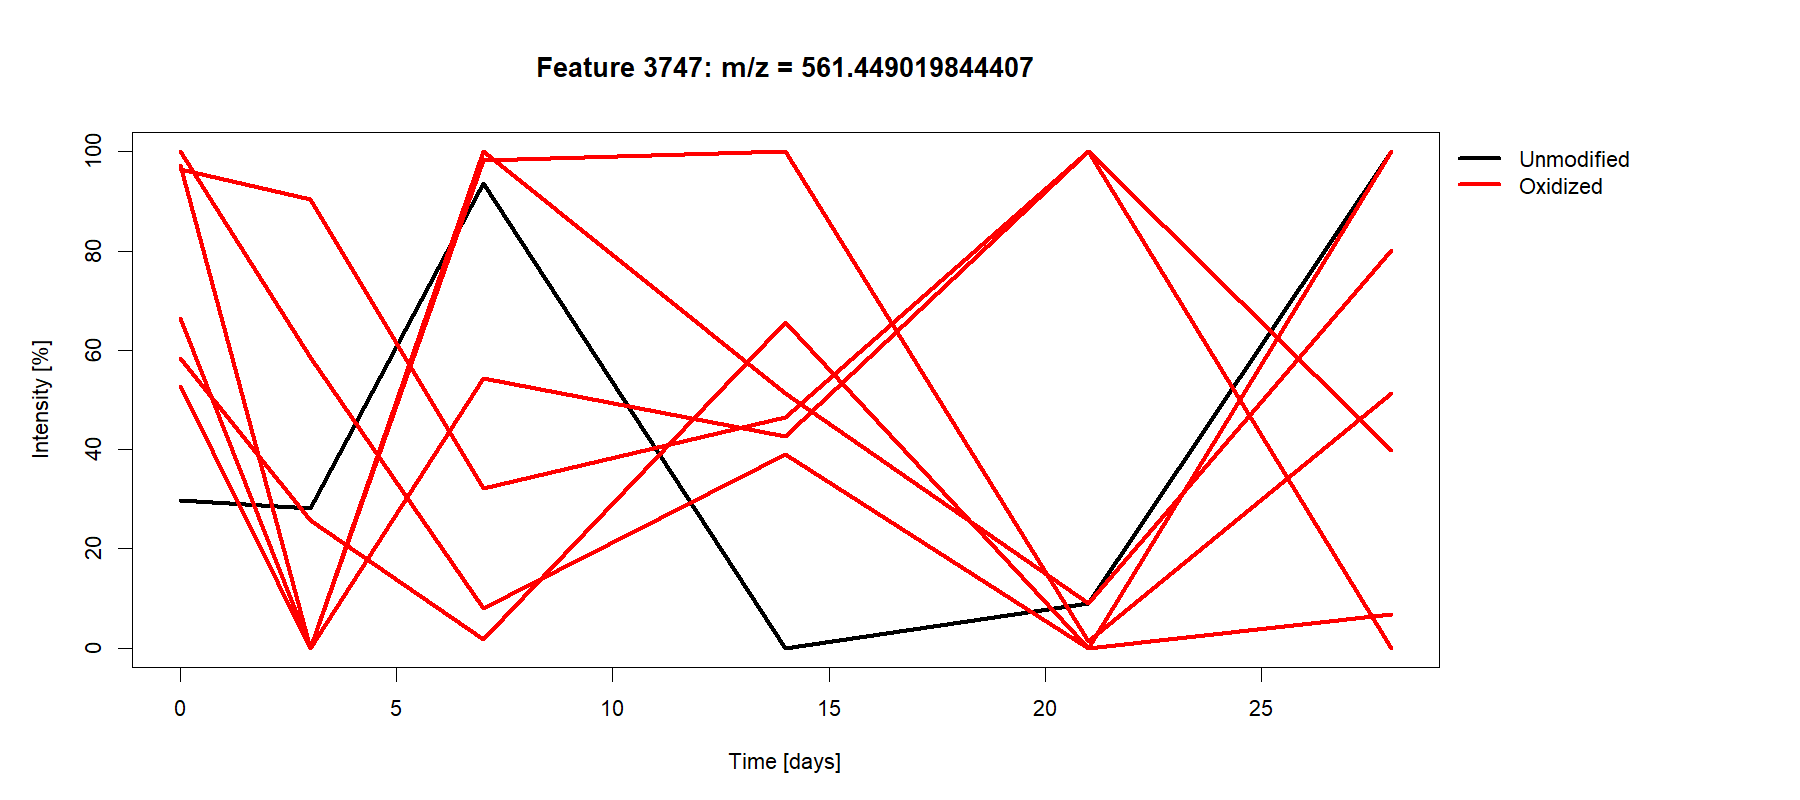 Feature 3747: m/z = 561.449019844407
Unmodified
Oxidized
Intensity [%]
100
80
60
40
20
0
0 5 10 15 20 25
Time [days]